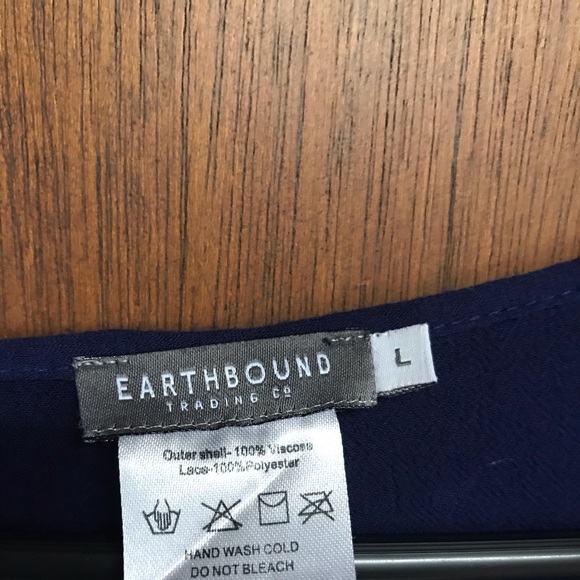 EARTHBOUND
TRADING Co
L
Outer shell-100% Viscose
Lace-100%Polyester
HAND WASH COLD
DO NOT BLEACH